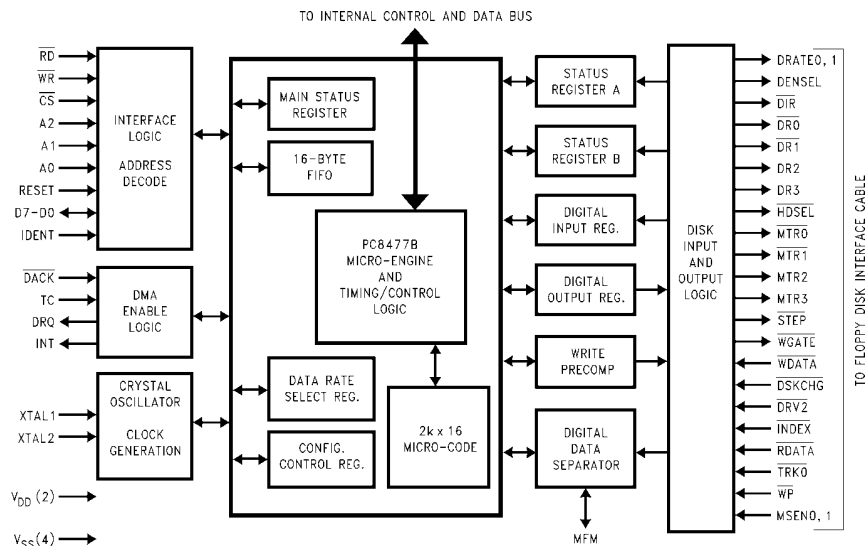 TO INTERNAL CONTROL AND DATA BUS
RD
WR
CS
A2
A1
A0
RESET
D7-D0
IDENT
INTERFACE
LOGIC
ADDRESS
DECODE
DACK
TC
DRQ
INT
DMA
ENABLE
LOGIC
XTAL1
XTAL2
CRYSTAL
OSCILLATOR
CLOCK
GENERATION
VDD (2)
VSS(4)
MAIN STATUS
REGISTER
16-BYTE
FIFO
PC8477B
MICRO-ENGINE
AND
TIMING/CONTROL
LOGIC
DATA RATE
SELECT REG.
CONFIG.
CONTROL REG.
2k x 16
MICRO-CODE
STATUS
REGISTER A
STATUS
REGISTER B
DIGITAL
INPUT REG.
DIGITAL
OUTPUT REG.
WRITE
PRECOMP
DIGITAL
DATA
SEPARATOR
MFM
DISK
INPUT
AND
OUTPUT
LOGIC
DRATE0, 1
DENSEL
DIR
DR0
DR1
DR2
DR3
HDSEL
MTR0
MTR1
MTR2
MTR3
STEP
WGATE
WDATA
DSKCHG
DRV2
INDEX
RDATA
TRK0
WP
MSEN0, 1
TO FLOPPY DISK INTERFACE CABLE